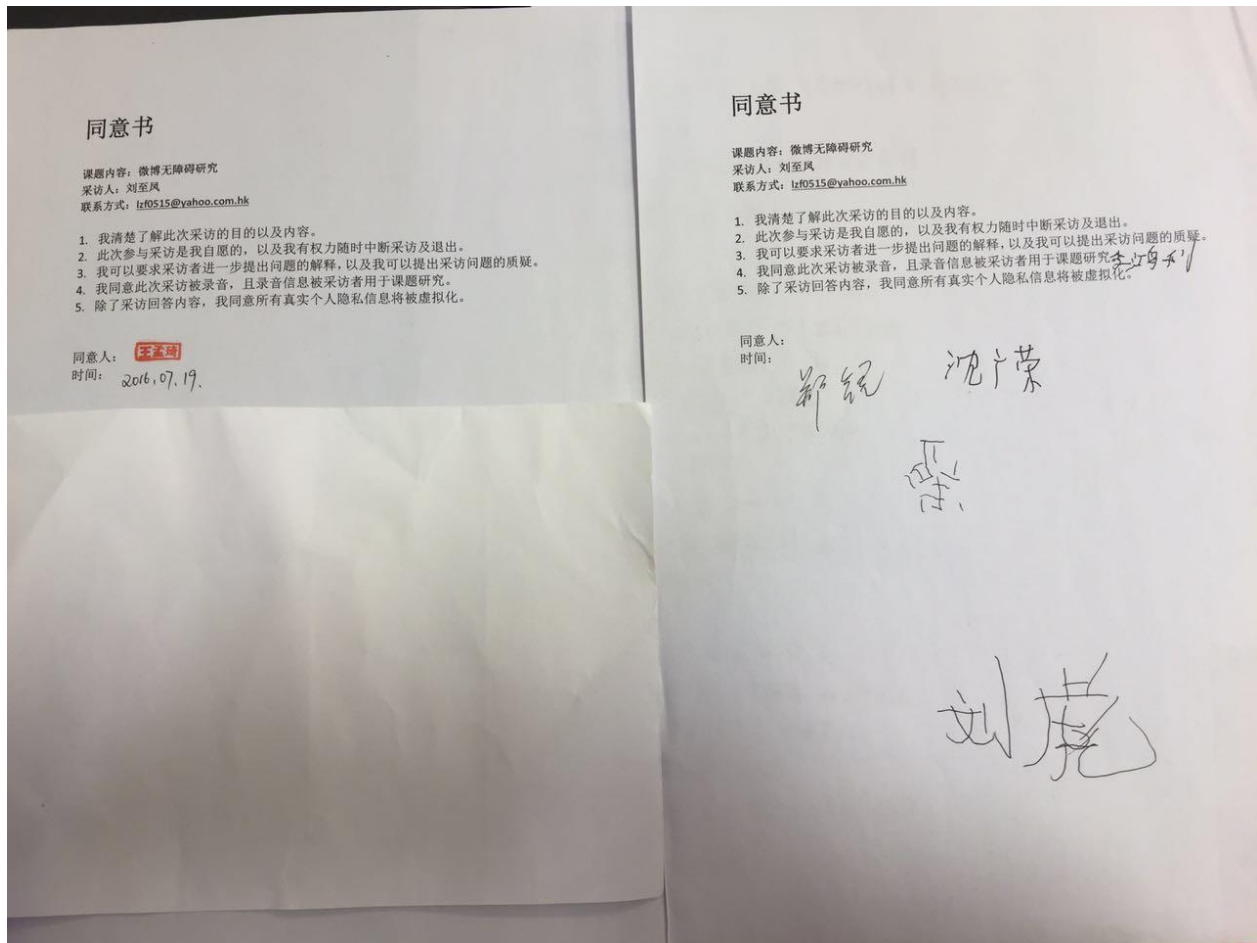 同意书
课题内容：微博无障碍研究
采访人：刘至凤
联系方式：lzf0515@yahoo.com.hk
1. 我清楚了解此次采访的目的以及内容。
2. 此次参与采访是我自愿的，以及我有权力随时中断采访及退出。
3. 我可以要求采访者进一步提出问题的解释，以及我可以提出采访问题的质疑。
4. 我同意此次采访被录音，且录音信息被采访者用于课题研究。
5. 除了采访回答内容，我同意所有真实个人隐私信息将被虚拟化。
同意人：
时间：2016.07.19.
同意书
课题内容：微博无障碍研究
采访人：刘至凤
联系方式：lzf0515@yahoo.com.hk
1. 我清楚了解此次采访的目的以及内容。
2. 此次参与采访是我自愿的，以及我有权力随时中断采访及退出。
3. 我可以要求采访者进一步提出问题的解释，以及我可以提出采访问题的质疑。
4. 我同意此次采访被录音，且录音信息被采访者用于课题研究
5. 除了采访回答内容，我同意所有真实个人隐私信息将被虚拟化。
同意人：
时间：
郑锐 沈广荣
刘彪